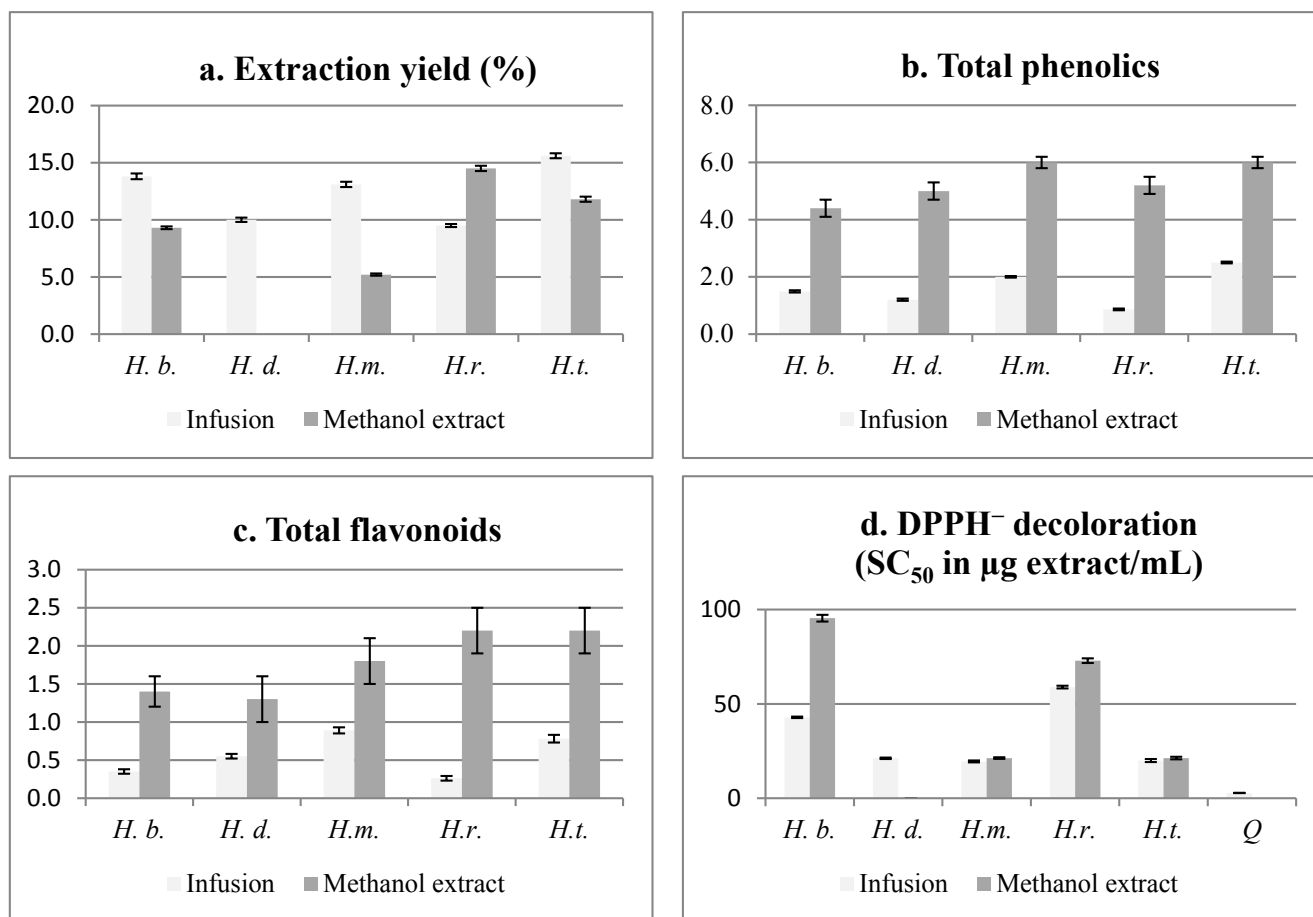 a. Extraction yield (%)
20.0
15.0
10.0
5.0
0.0
H. b. H. d. H.m. H.r. H.t.
Infusion Methanol extract
b. Total phenolics
8.0
6.0
4.0
2.0
0.0
H. b. H. d. H.m. H.r. H.t.
Infusion Methanol extract
c. Total flavonoids
3.0
2.5
2.0
1.5
1.0
0.5
0.0
H. b. H. d. H.m. H.r. H.t.
Infusion Methanol extract
d. DPPH⁻ decoloration
(SC₅₀ in µg extract/mL)
100
50
0
H. b. H. d. H.m. H.r. H.t. Q
Infusion Methanol extract